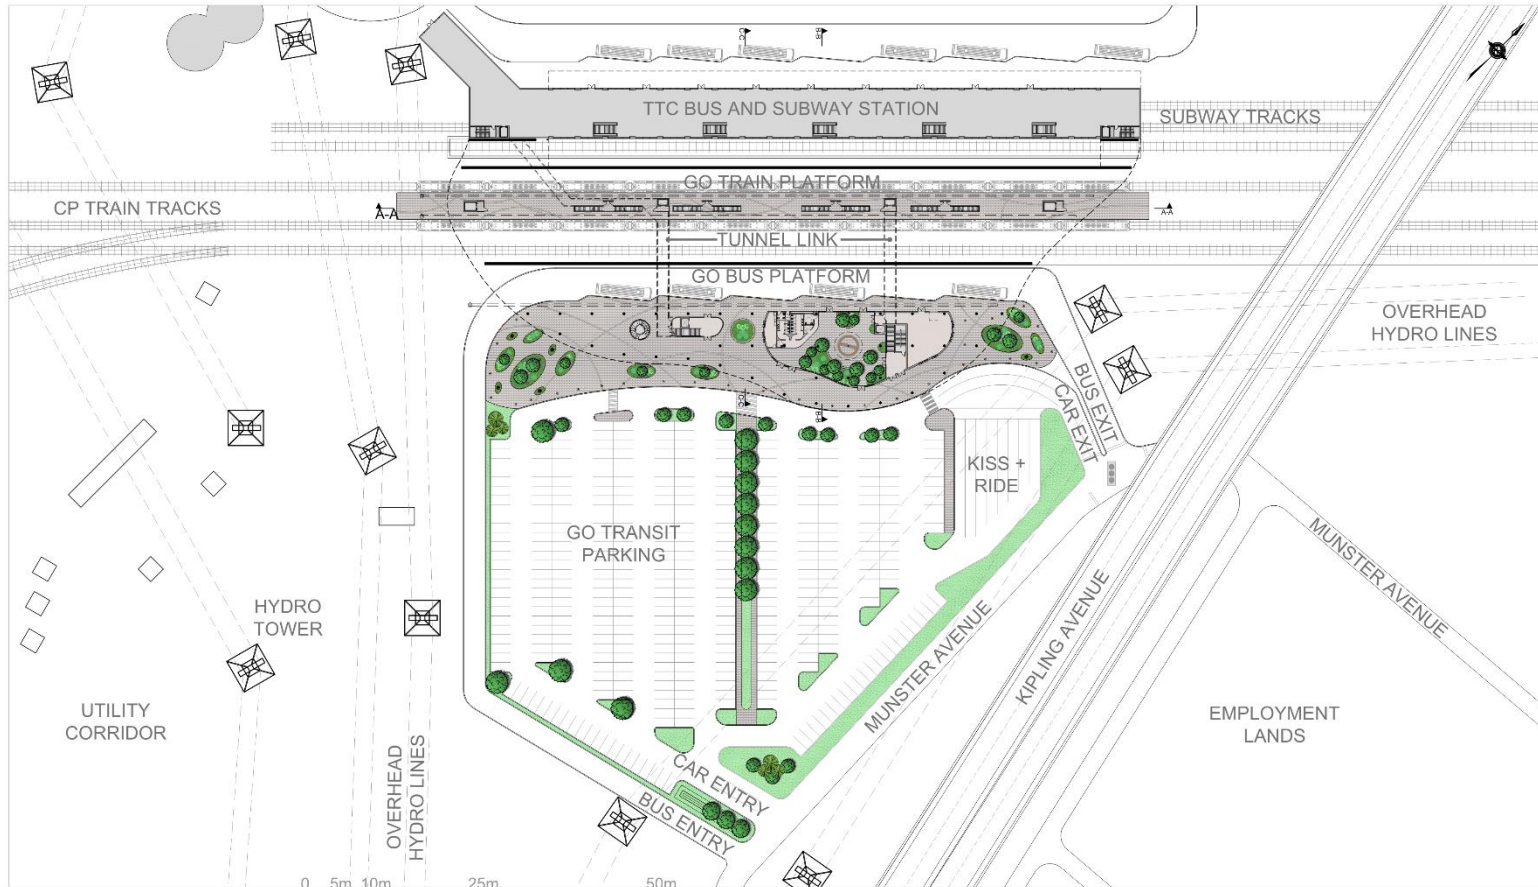 C-C
B-B
TTC BUS AND SUBWAY STATION
SUBWAY TRACKS
GO TRAIN PLATFORM
CP TRAIN TRACKS
A-A
A-A
TUNNEL LINK
GO BUS PLATFORM
OVERHEAD
HYDRO LINES
BUS EXIT
CAR EXIT
C-C
B-B
KISS +
RIDE
GO TRANSIT
PARKING
MUNSTER AVENUE
HYDRO
TOWER
MUNSTER AVENUE
KIPLING AVENUE
UTILITY
CORRIDOR
EMPLOYMENT
LANDS
OVERHEAD
HYDRO LINES
CAR ENTRY
BUS ENTRY
0 5m 10m 25m 50m